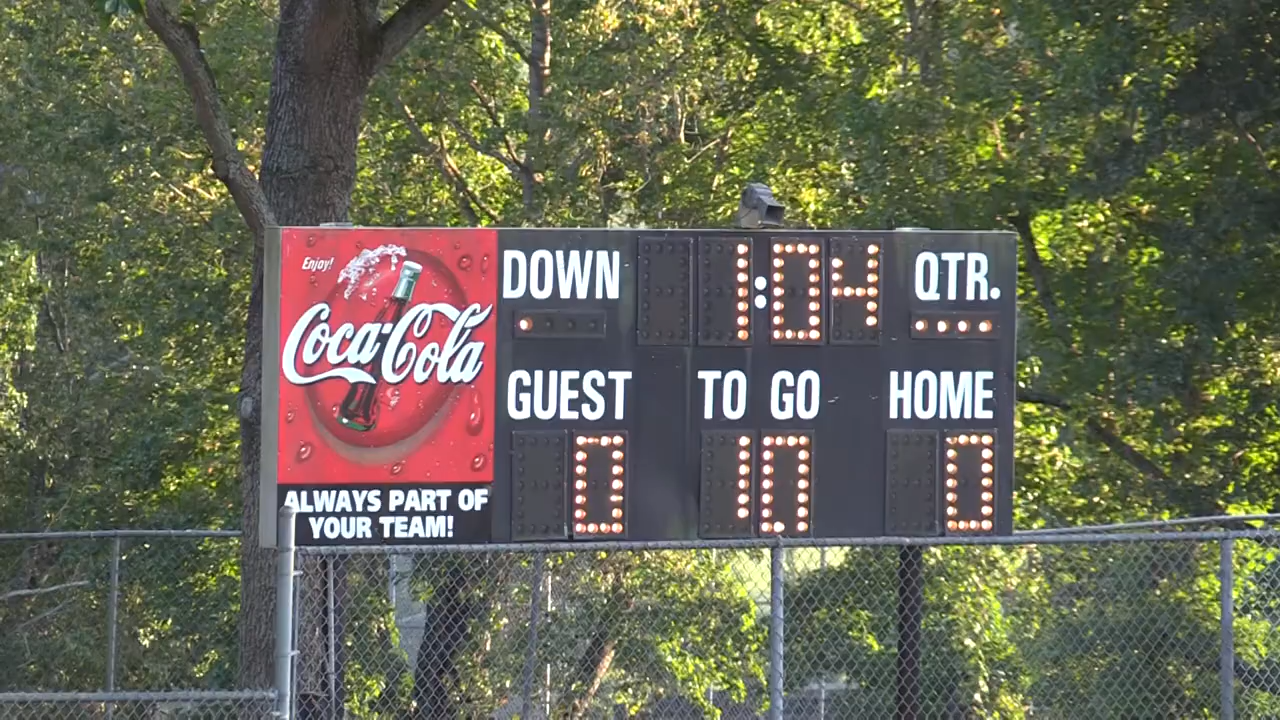 Enjoy!
Coca-Cola
ALWAYS PART OF
YOUR TEAM!
DOWN 1:04 QTR.
GUEST TO GO HOME
0 10 0